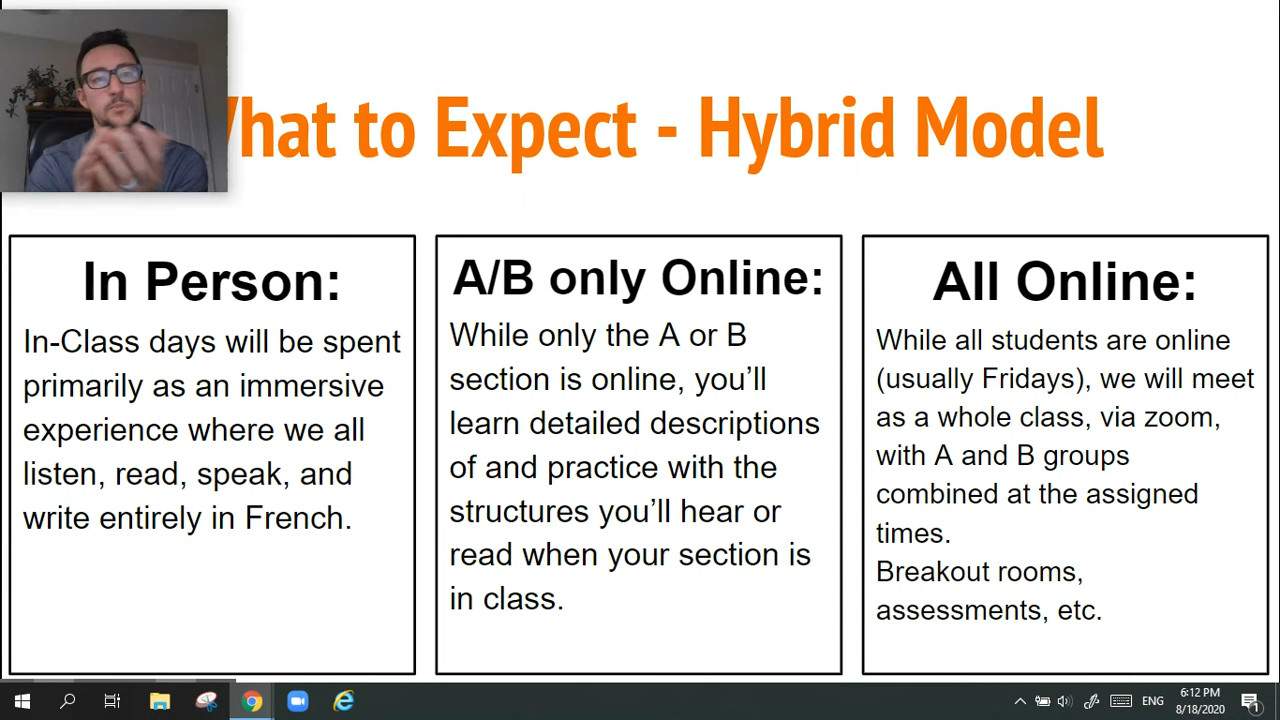 What to Expect - Hybrid Model
In Person:
In-Class days will be spent
primarily as an immersive
experience where we all
listen, read, speak, and
write entirely in French.
A/B only Online:
While only the A or B
section is online, you’ll
learn detailed descriptions
of and practice with the
structures you’ll hear or
read when your section is
in class.
All Online:
While all students are online
(usually Fridays), we will meet
as a whole class, via zoom,
with A and B groups
combined at the assigned
times.
Breakout rooms,
assessments, etc.
ENG
6:12 PM
8/18/2020
1